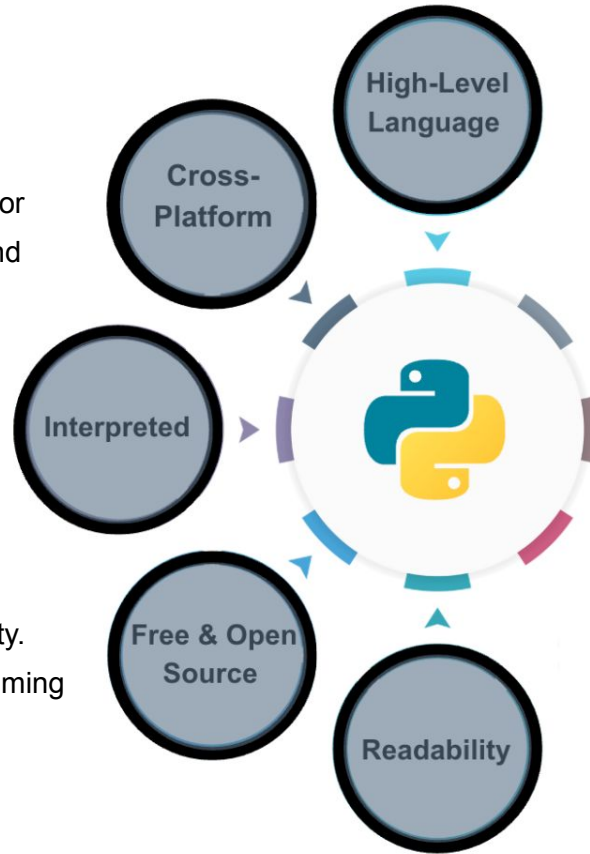 High-Level
Language
Cross-
Platform
or
nd
Interpreted
Free & Open
Source
ty.
ming
Readability